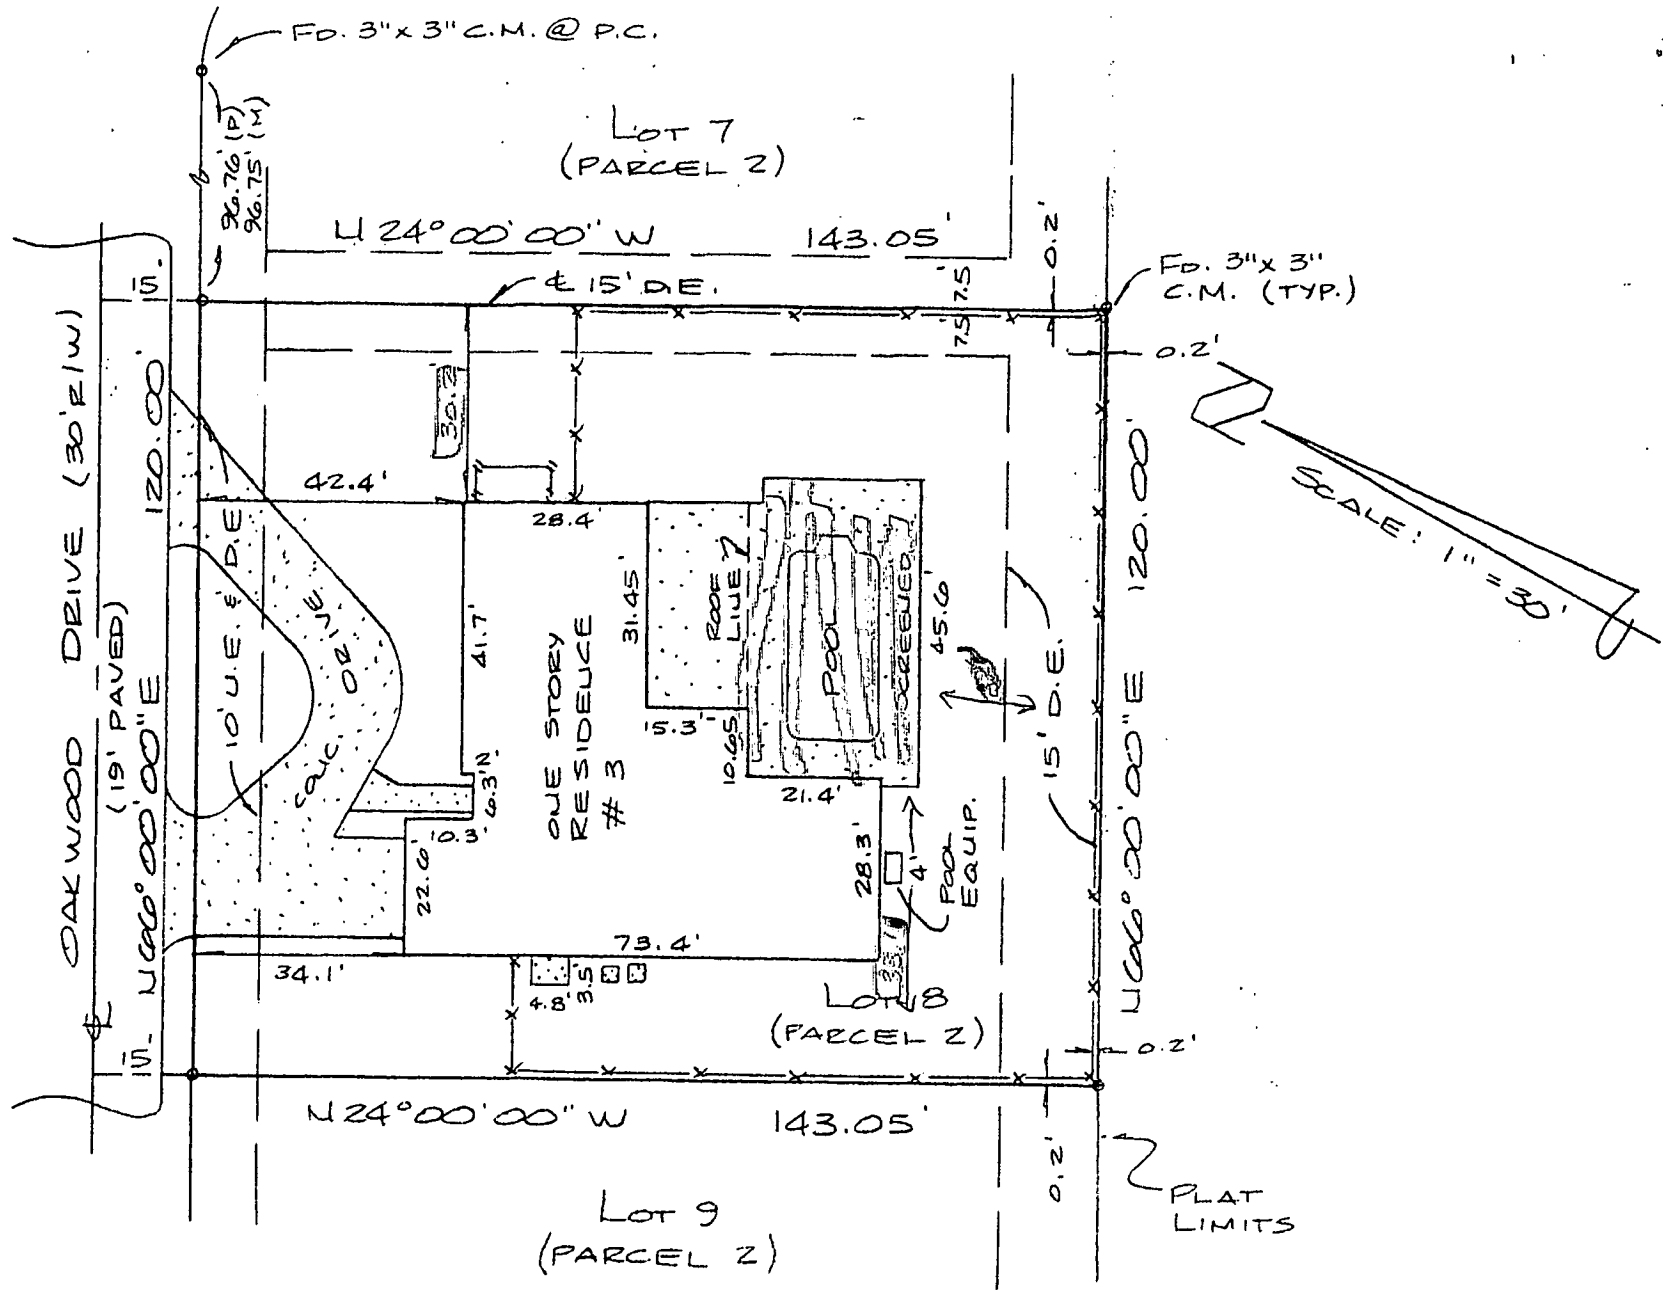 FD. 3"X 3" C.M. @ P.C.
96.76' (P)
96.75' (M)
LOT 7
(PARCEL 2)
N 24°00'00" W 143.05'
℄ 15' D.E.
7.5'
7.5'
0.2'
FD. 3"X 3"
C.M. (TYP.)
0.2'
15'
OAKWOOD DRIVE (30' R/W)
(19' PAVED)
N66°00'00"E 120.00'
10' U.E. & D.E.
CONC. DRIVE
30.2'
42.4'
28.4'
41.7'
31.45'
ROOF
LINE
POOL
SCREENED
45.6'
ONE STORY
RESIDENCE
# 3
15.3'
10.65
21.4'
2'
6.3'
10.3'
22.6'
28.3'
4'
POOL
EQUIP.
15' D.E.
N66°00'00"E 120.00'
SCALE: 1" = 30'
73.4'
34.1'
4.8'
3.5'
35.1
LOT 8
(PARCEL 2)
15'
℄
0.2'
N 24°00'00" W 143.05'
0.2'
PLAT
LIMITS
LOT 9
(PARCEL 2)